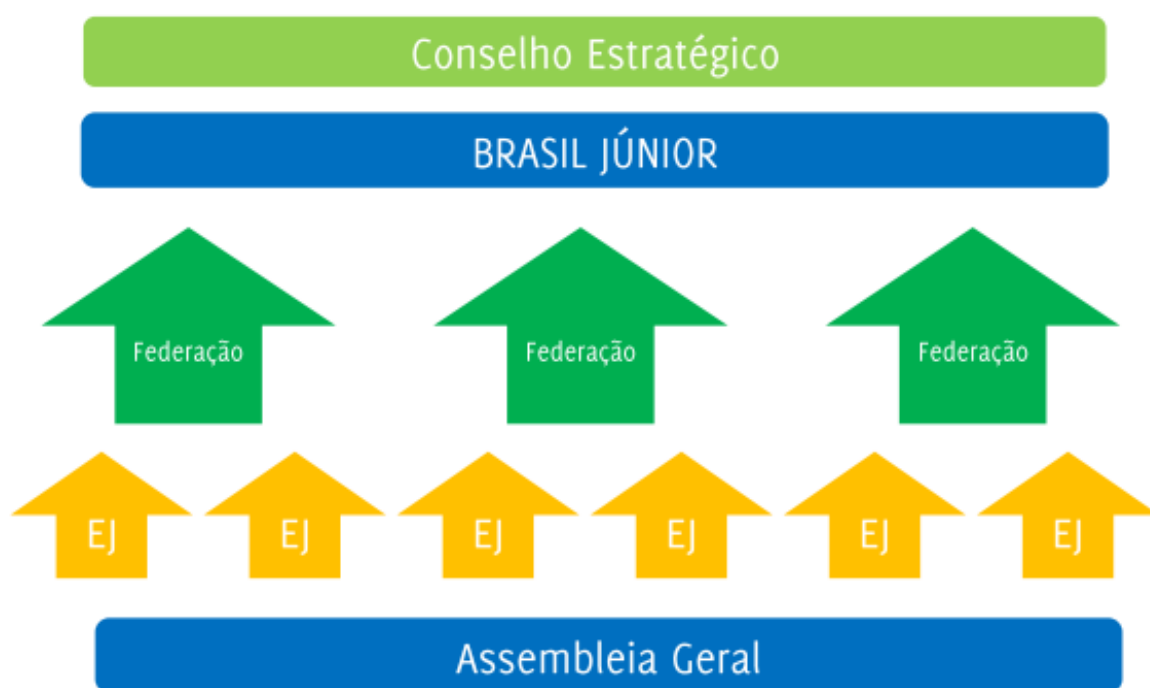 Conselho Estratégico
BRASIL JÚNIOR
Federação Federação Federação
EJ EJ EJ EJ EJ EJ
Assembleia Geral